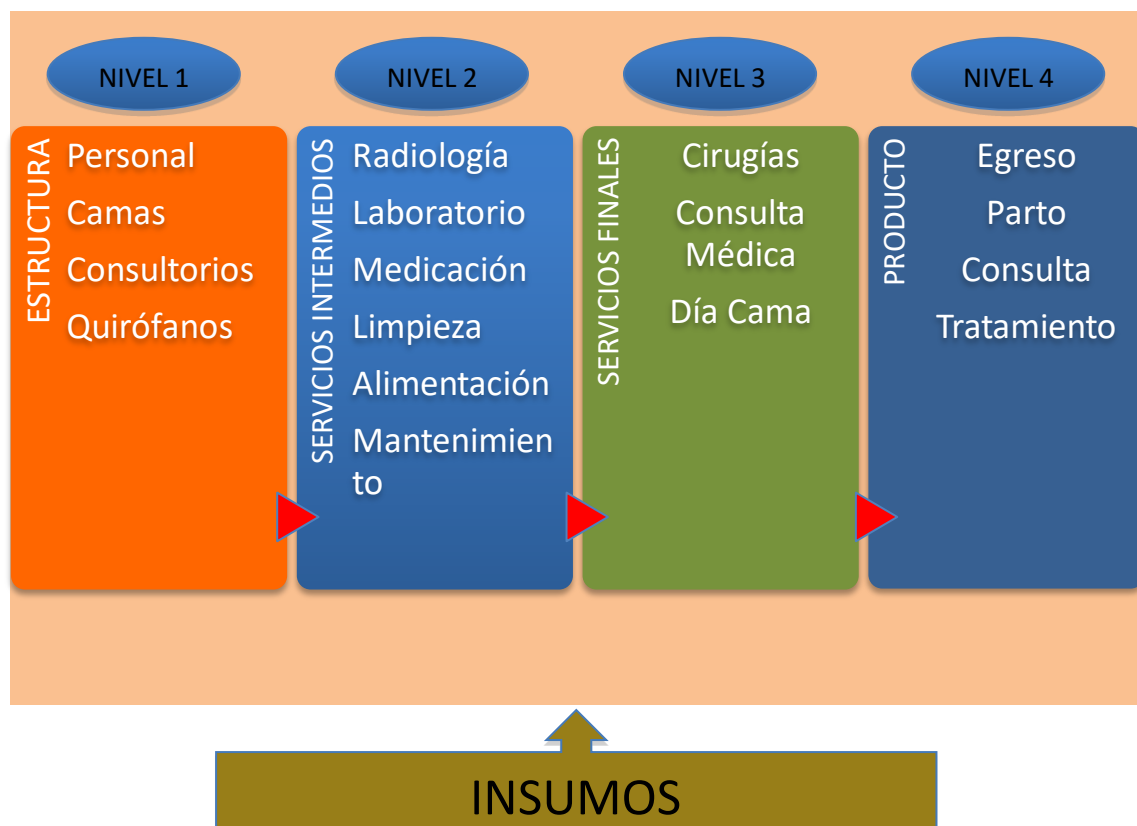 NIVEL 1
NIVEL 2
NIVEL 3
NIVEL 4
ESTRUCTURA
Personal
Camas
Consultorios
Quirófanos
SERVICIOS INTERMEDIOS
Radiología
Laboratorio
Medicación
Limpieza
Alimentación
Mantenimien
to
SERVICIOS FINALES
Cirugías
Consulta
Médica
Día Cama
PRODUCTO
Egreso
Parto
Consulta
Tratamiento
INSUMOS